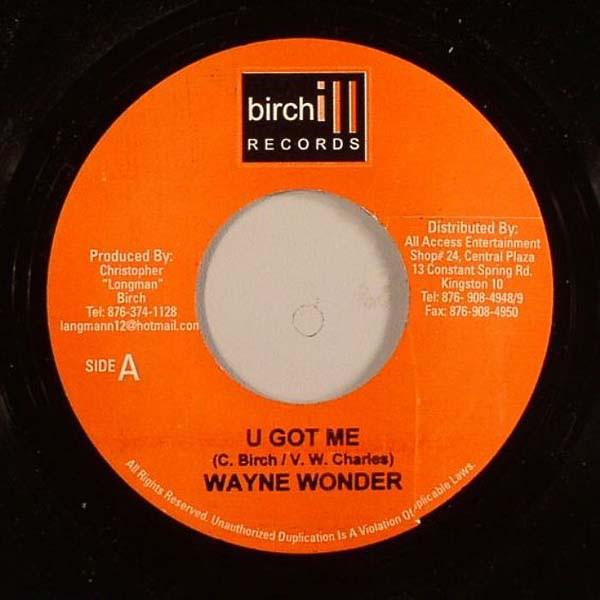 birchill
RECORDS
Produced By:
Christopher
"Longman"
Birch
Tel: 876-374-1128
langmann12@hotmail.com
SIDE A
Distributed By:
All Access Entertainment
Shop# 24, Central Plaza
13 Constant Spring Rd.
Kingston 10
Tel: 876- 908-4948/9
Fax: 876-908-4950
U GOT ME
(C. Birch / V. W. Charles)
WAYNE WONDER
All Rights Reserved. Unauthorized Duplication Is A Violation Of plicable Laws.